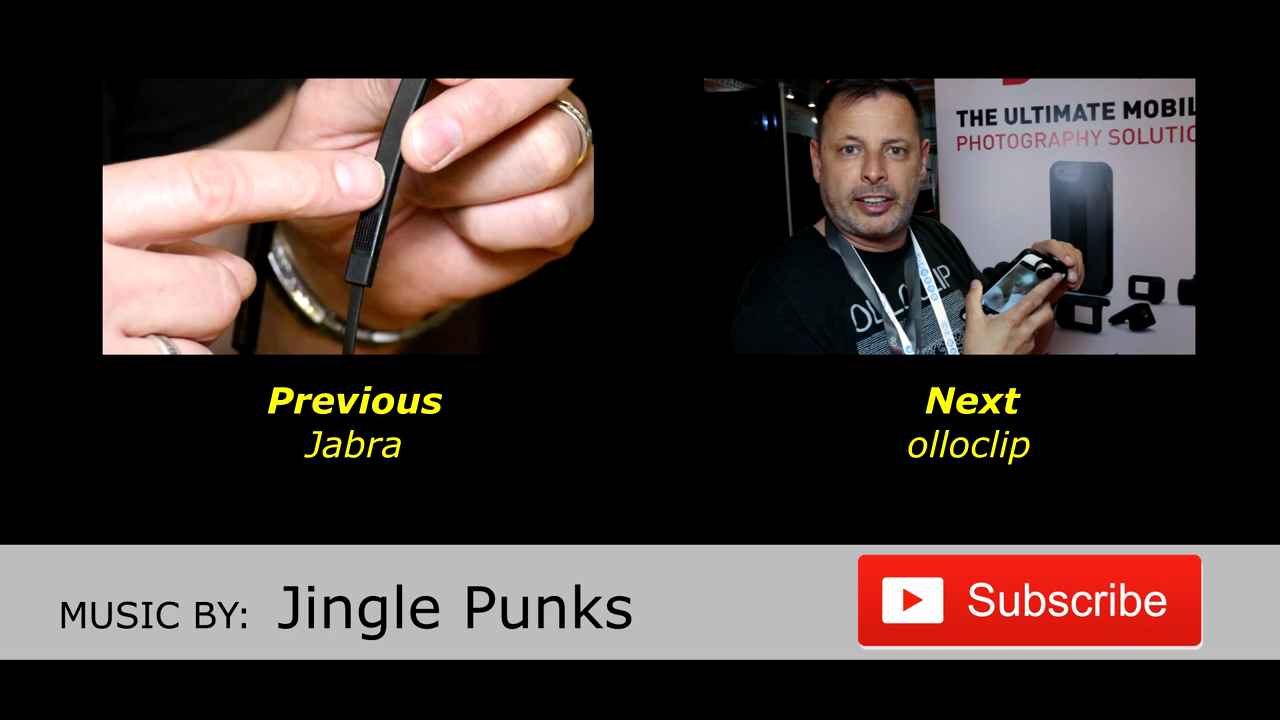 THE ULTIMATE MOBIL
PHOTOGRAPHY SOLUTIO
Previous
Jabra
Next
olloclip
MUSIC BY: Jingle Punks
Subscribe